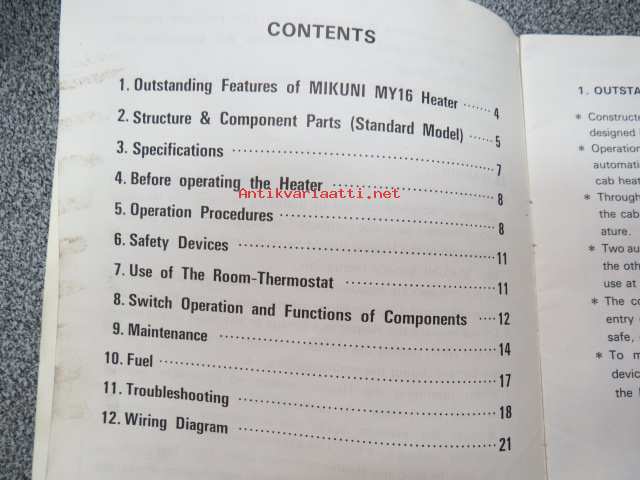 CONTENTS
1. Outstanding Features of MIKUNI MY16 Heater ······ 4
2. Structure & Component Parts (Standard Model) ····· 5
3. Specifications ······ 7
4. Before operating the Heater ······ 8
Antikvariaatti.net
5. Operation Procedures ······ 8
6. Safety Devices ······ 11
7. Use of The Room-Thermostat ······ 11
8. Switch Operation and Functions of Components ···· 12
9. Maintenance ······ 14
10. Fuel ······ 17
11. Troubleshooting ······ 18
12. Wiring Diagram ······ 21
1. OUTSTA
* Constructe
designed
* Operation
automati
cab heat
* Through
the cab
ature.
* Two au
the oth
use at
* The co
entry
safe,
* To m
devic
the